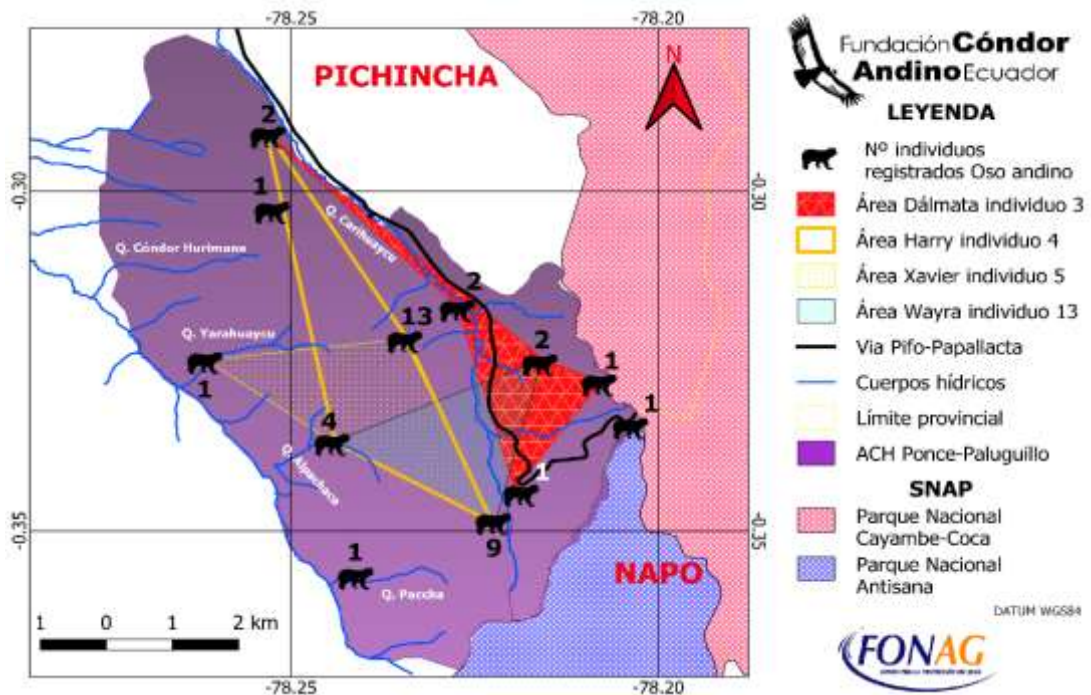 -78.25
-78.20
PICHINCHA
N
2
1
-0.30
-0.30
Q. Carihuaycu
Q. Cóndor Hurimana
2
13
Q. Yarahuaycu
2
1
1
4
1
Q. Alpachaca
1
9
-0.35
-0.35
1
NAPO
Q. Paccha
1 0 1 2 km
-78.25
-78.20
Fundación Cóndor
Andino Ecuador
LEYENDA
Nº individuos
registrados Oso andino
Área Dálmata individuo 3
Área Harry individuo 4
Área Xavier individuo 5
Área Wayra individuo 13
Via Pifo-Papallacta
Cuerpos hídricos
Límite provincial
ACH Ponce-Paluguillo
SNAP
Parque Nacional
Cayambe-Coca
Parque Nacional
Antisana
DATUM WGS84
FONAG